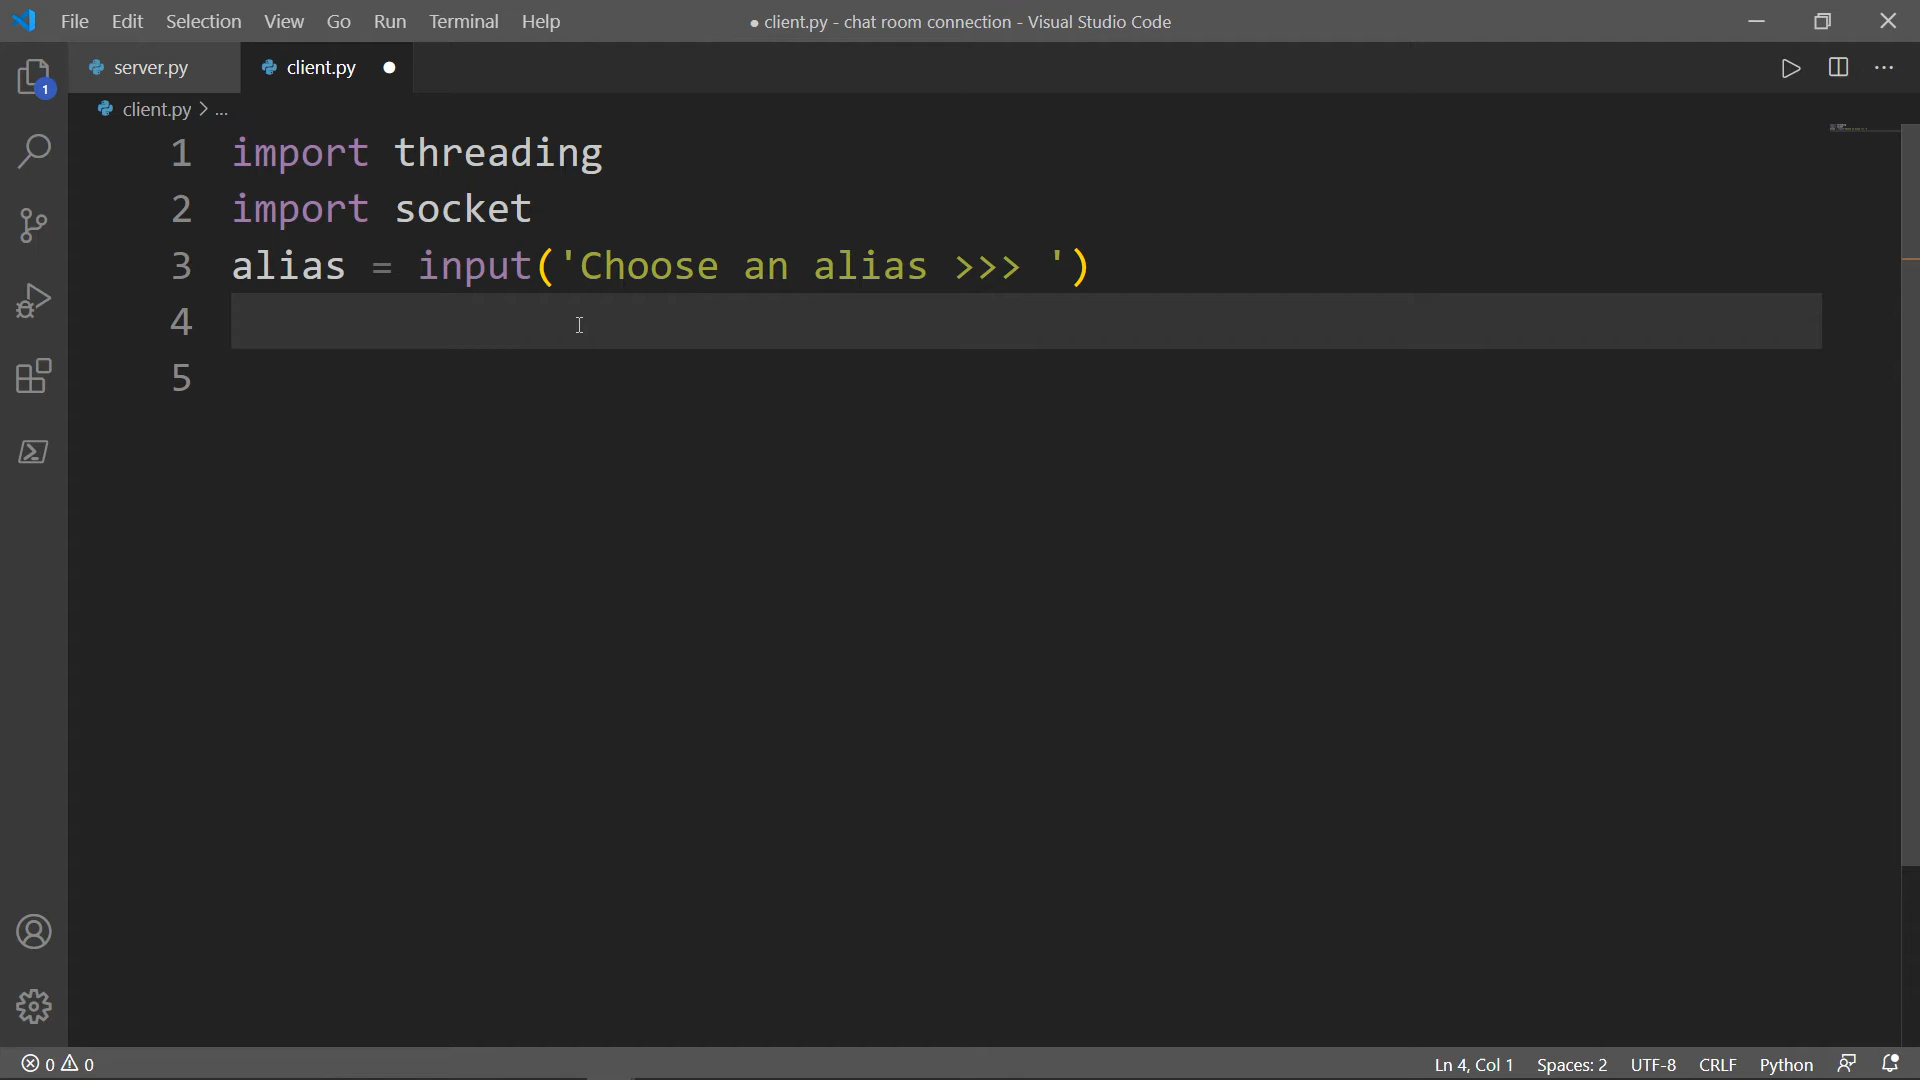 File Edit Selection View Go Run Terminal Help
● client.py - chat room connection - Visual Studio Code
server.py
client.py ●
client.py > ...
1
1 import threading
2 import socket
3 alias = input('Choose an alias >>> ')
4
5
0 0
Ln 4, Col 1 Spaces: 2 UTF-8 CRLF Python